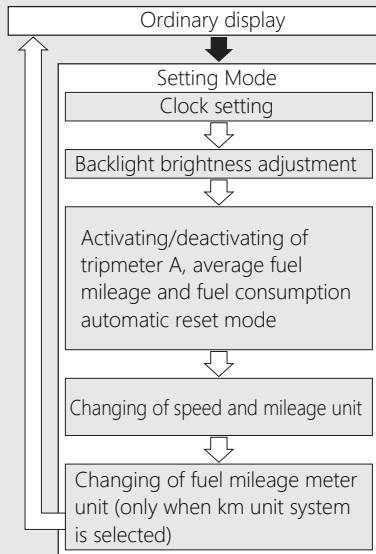 Ordinary display
Setting Mode
Clock setting
Backlight brightness adjustment
Activating/deactivating of
tripmeter A, average fuel
mileage and fuel consumption
automatic reset mode
Changing of speed and mileage unit
Changing of fuel mileage meter
unit (only when km unit system
is selected)